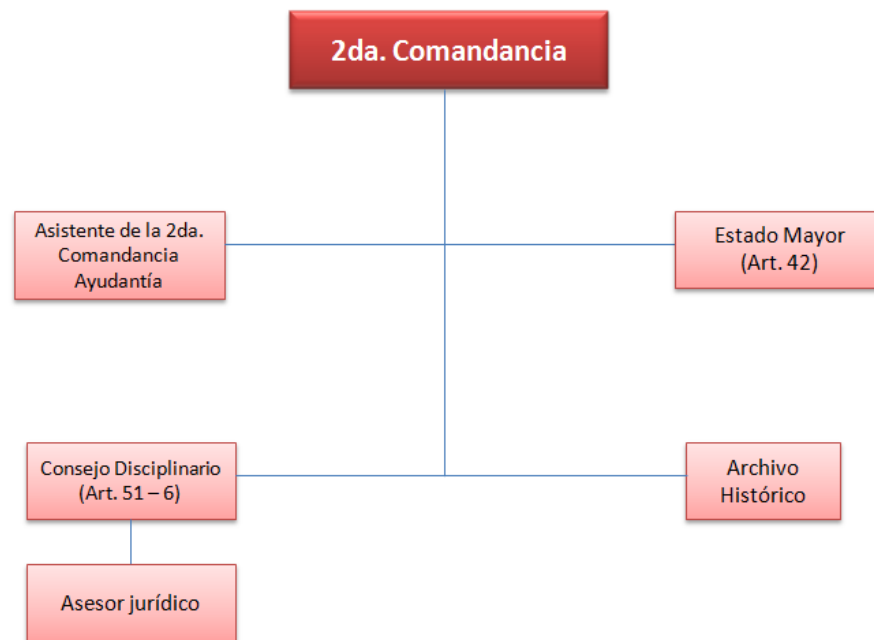 2da. Comandancia
Asistente de la 2da.
Comandancia
Ayudantía
Estado Mayor
(Art. 42)
Consejo Disciplinario
(Art. 51 – 6)
Archivo
Histórico
Asesor jurídico